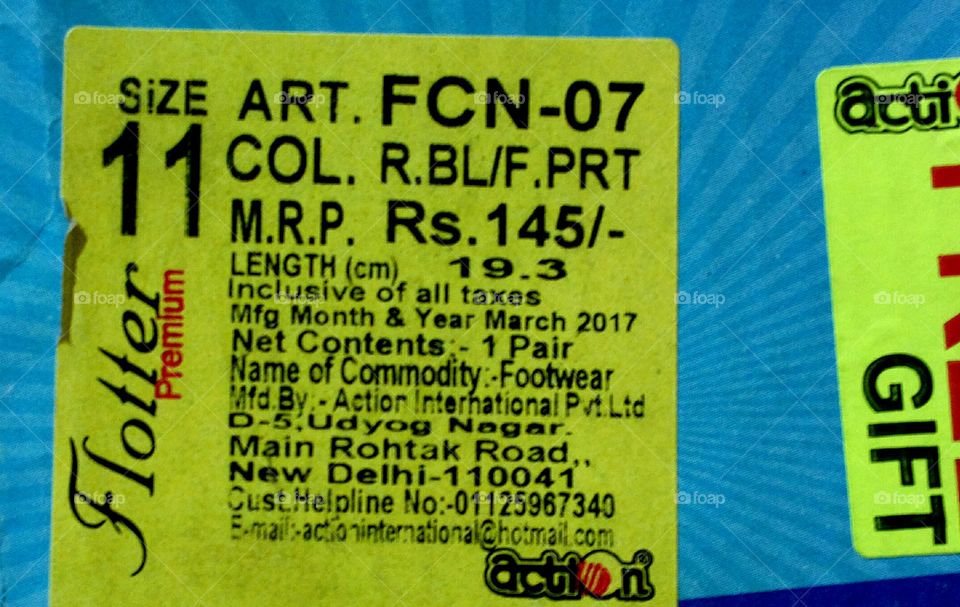 SiZE ART. FCN-07
11 COL. R.BL/F.PRT
M.R.P. Rs.145/-
LENGTH (cm) 19.3
Inclusive of all taxes
Mfg Month & Year March 2017
Net Contents:- 1 Pair
Name of Commodity:-Footwear
Mfd.By:- Action International Pvt.Ltd
D-5,Udyog Nagar.
Main Rohtak Road,,
New Delhi-110041
Cust.Helpline No:-01125967340
E-mail:-actioninternational@hotmail.com
action®
Flotter
Premium
GIFT
foap